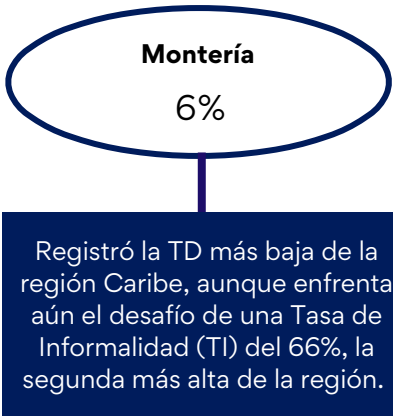 Montería
6%
Registró la TD más baja de la
región Caribe, aunque enfrenta
aún el desafío de una Tasa de
Informalidad (TI) del 66%, la
segunda más alta de la región.